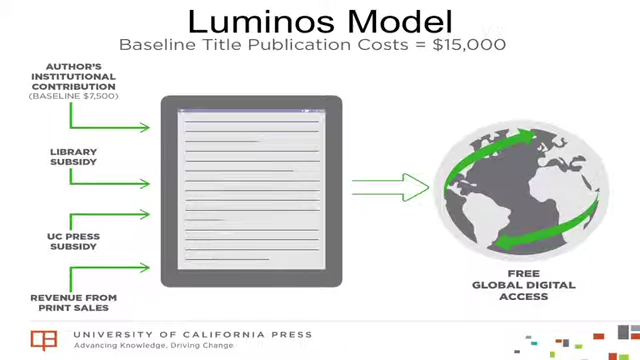 Luminos Model
Baseline Title Publication Costs = $15,000
AUTHOR'S
INSTITUTIONAL
CONTRIBUTION
(BASELINE $7,500)
LIBRARY
SUBSIDY
UC PRESS
SUBSIDY
REVENUE FROM
PRINT SALES
FREE
GLOBAL DIGITAL
ACCESS
UNIVERSITY OF CALIFORNIA PRESS
Advancing Knowledge, Driving Change